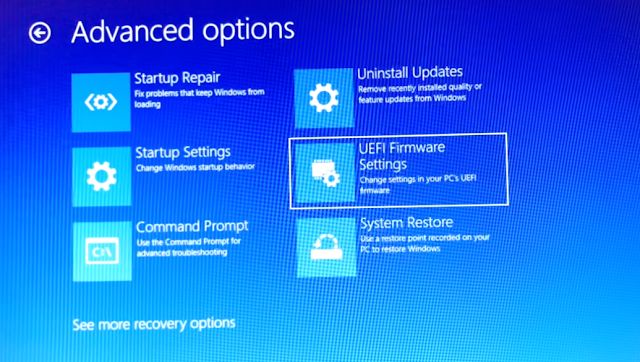 Advanced options
Startup Repair
Fix problems that keep Windows from
loading
Uninstall Updates
Remove recently installed quality or
feature updates from Windows
Startup Settings
Change Windows startup behavior
UEFI Firmware
Settings
Change settings in your PC's UEFI
firmware
Command Prompt
Use the Command Prompt for
advanced troubleshooting
C:\
System Restore
Use a restore point recorded on your
PC to restore Windows
See more recovery options